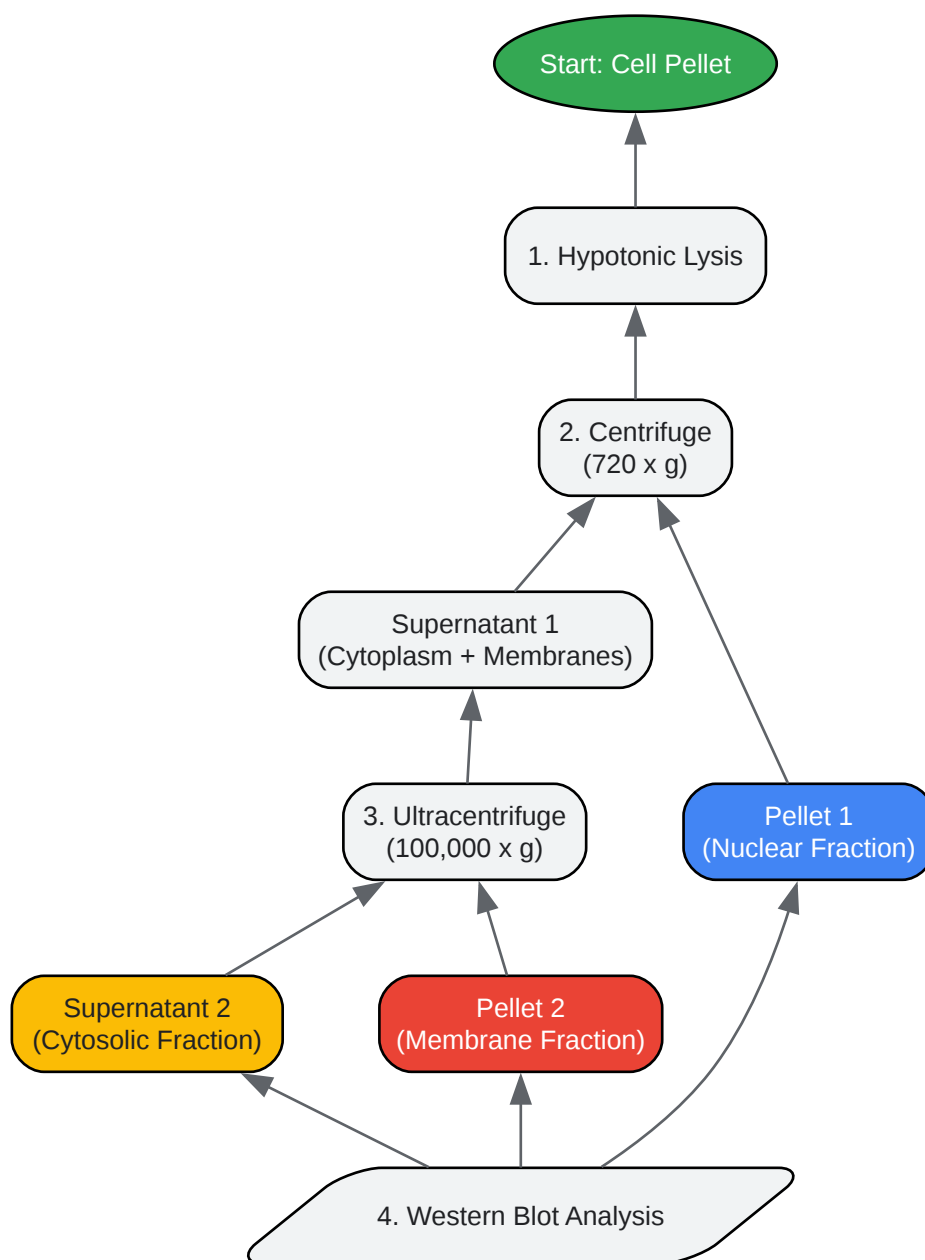 Start: Cell Pellet
1. Hypotonic Lysis
2. Centrifuge
(720 x g)
Supernatant 1
(Cytoplasm + Membranes)
3. Ultracentrifuge
(100,000 x g)
Pellet 1
(Nuclear Fraction)
Supernatant 2
(Cytosolic Fraction)
Pellet 2
(Membrane Fraction)
4. Western Blot Analysis